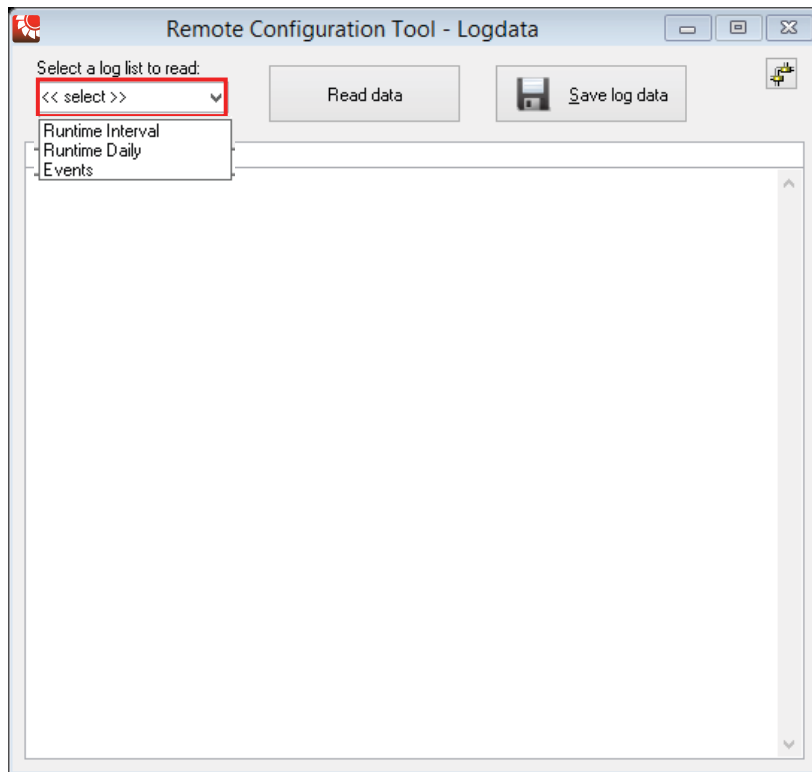 Remote Configuration Tool - Logdata
Select a log list to read:
<< select >>
Read data
Save log data
Runtime Interval
Runtime Daily
Events